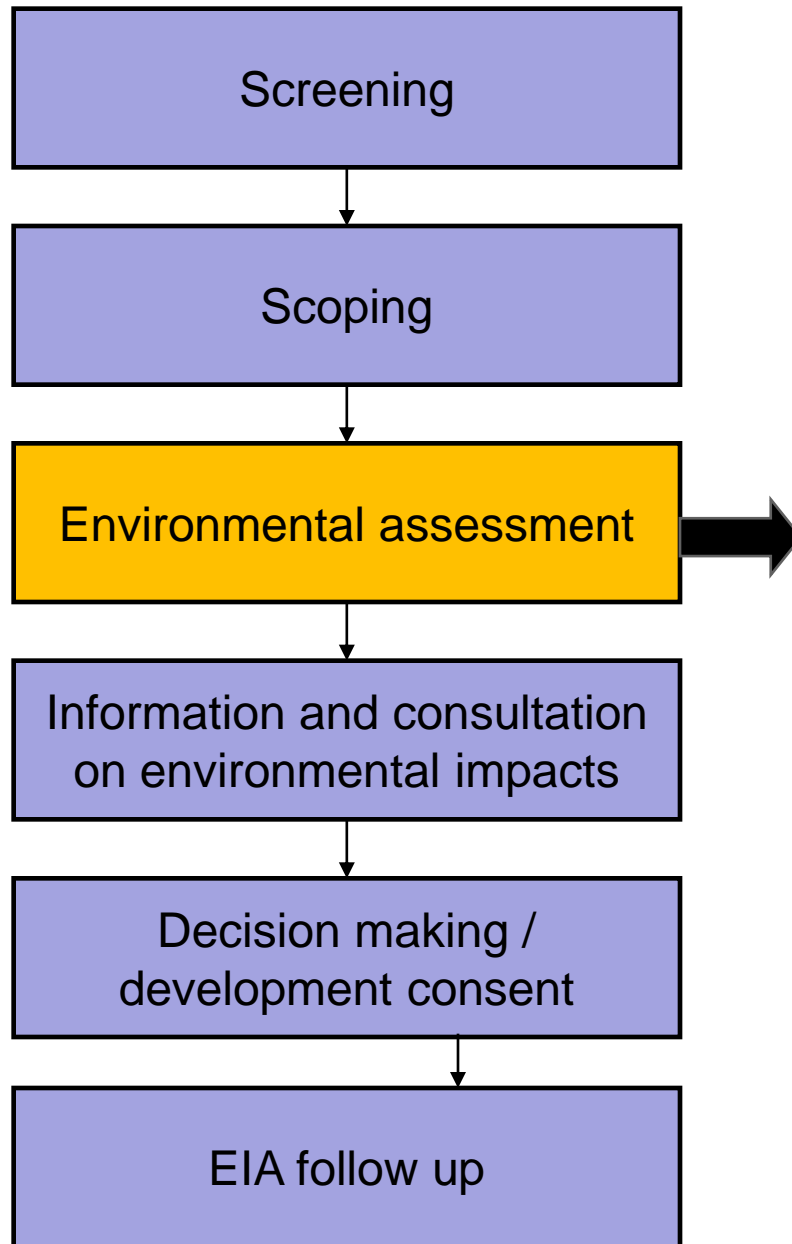 Screening
Scoping
Environmental assessment
Information and consultation
on environmental impacts
Decision making /
development consent
EIA follow up